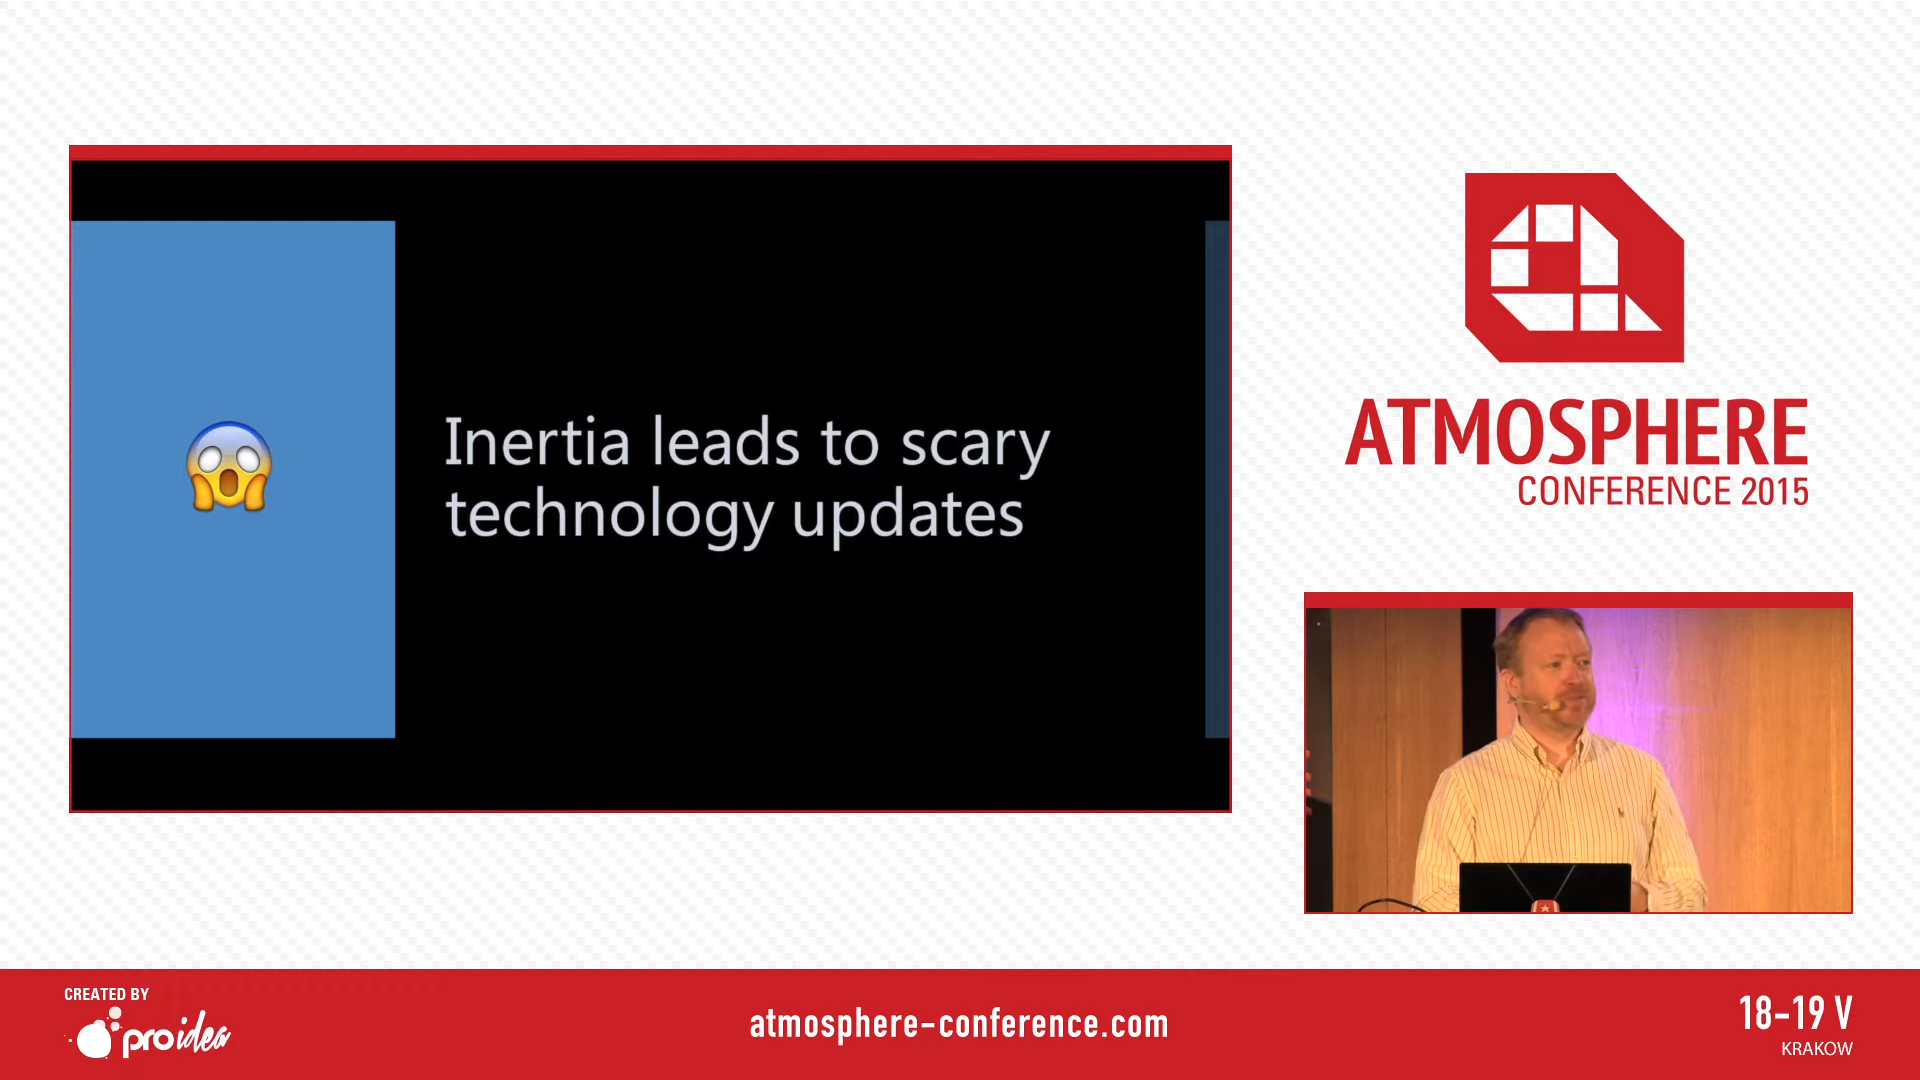 Inertia leads to scary
technology updates
ATMOSPHERE
CONFERENCE 2015
CREATED BY
proidea
atmosphere-conference.com
18-19 V
KRAKOW